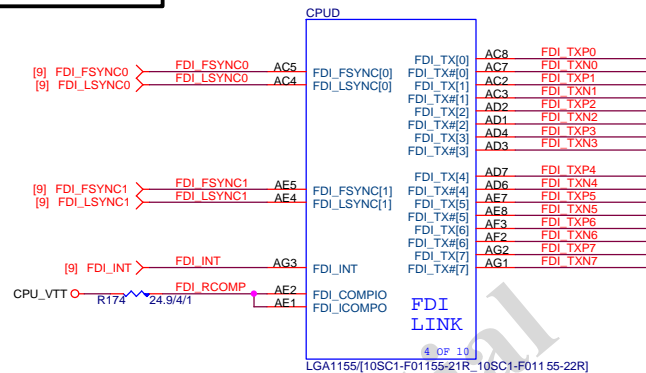 CPUD
[9] FDI_FSYNC0 FDI_FSYNC0 AC5 FDI_FSYNC[0]
[9] FDI_LSYNC0 FDI_LSYNC0 AC4 FDI_LSYNC[0]
FDI_TX[0] AC8 FDI_TXP0
FDI_TX#[0] AC7 FDI_TXN0
FDI_TX[1] AC2 FDI_TXP1
FDI_TX#[1] AC3 FDI_TXN1
FDI_TX[2] AD2 FDI_TXP2
FDI_TX#[2] AD1 FDI_TXN2
FDI_TX[3] AD4 FDI_TXP3
FDI_TX#[3] AD3 FDI_TXN3
[9] FDI_FSYNC1 FDI_FSYNC1 AE5 FDI_FSYNC[1]
[9] FDI_LSYNC1 FDI_LSYNC1 AE4 FDI_LSYNC[1]
FDI_TX[4] AD7 FDI_TXP4
FDI_TX#[4] AD6 FDI_TXN4
FDI_TX[5] AE7 FDI_TXP5
FDI_TX#[5] AE8 FDI_TXN5
FDI_TX[6] AF3 FDI_TXP6
FDI_TX#[6] AF2 FDI_TXN6
FDI_TX[7] AG2 FDI_TXP7
FDI_TX#[7] AG1 FDI_TXN7
[9] FDI_INT FDI_INT AG3 FDI_INT
CPU_VTT R174 24.9/4/1 FDI_RCOMP AE2 FDI_COMPIO
AE1 FDI_ICOMPO
FDI
LINK
4 OF 10
LGA1155/[10SC1-F01155-21R_10SC1-F01155-22R]